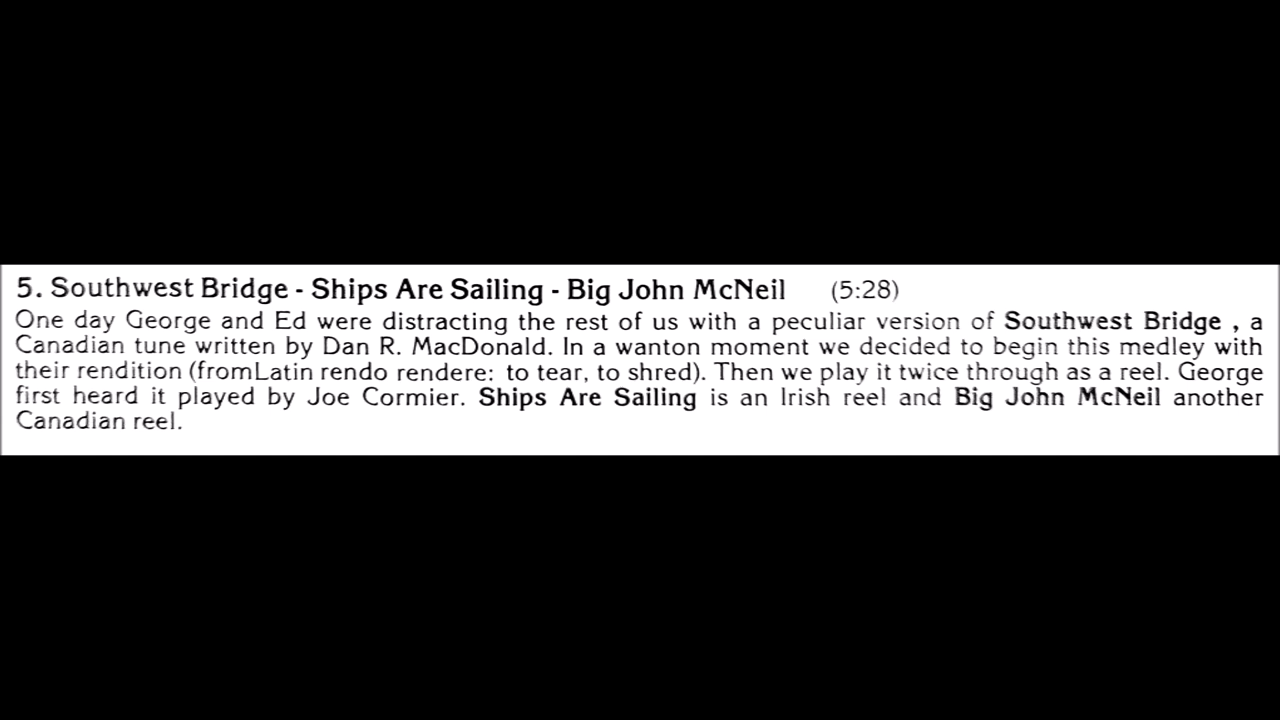 5. Southwest Bridge - Ships Are Sailing - Big John McNeil (5:28)
One day George and Ed were distracting the rest of us with a peculiar version of Southwest Bridge , a
Canadian tune written by Dan R. MacDonald. In a wanton moment we decided to begin this medley with
their rendition (fromLatin rendo rendere: to tear, to shred). Then we play it twice through as a reel. George
first heard it played by Joe Cormier. Ships Are Sailing is an Irish reel and Big John McNeil another
Canadian reel.